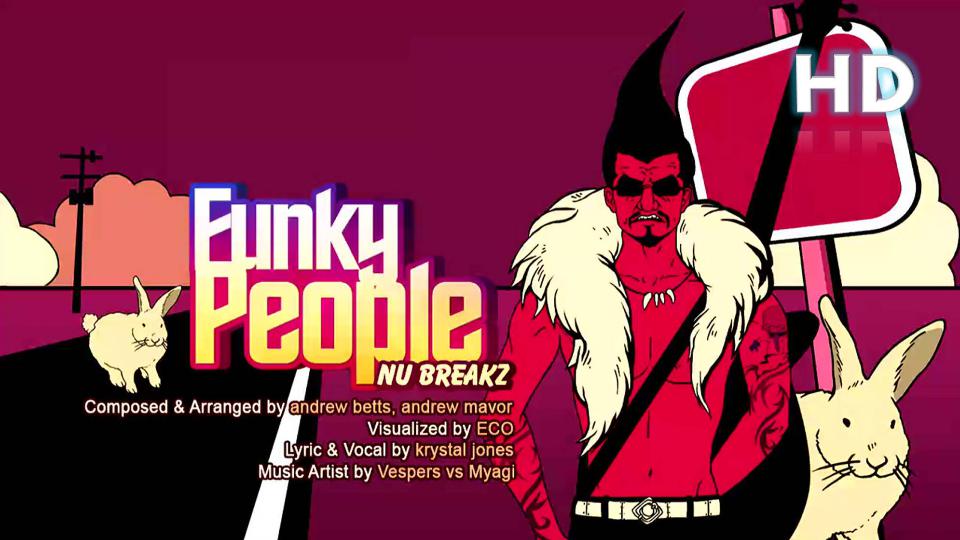 HD
Funky
People
NU BREAKZ
Composed & Arranged by andrew betts, andrew mavor
Visualized by ECO
Lyric & Vocal by krystal jones
Music Artist by Vespers vs Myagi